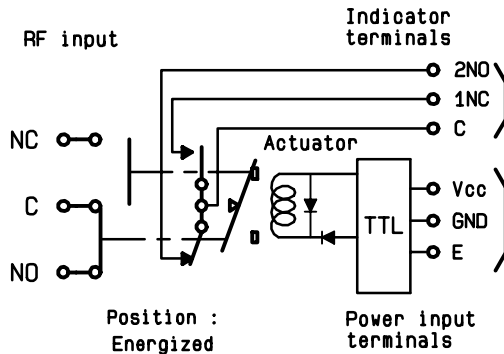 RF input
Indicator
terminals
2NO
1NC
C
NC
Actuator
C
Vcc
TTL
GND
E
NO
Position :
Energized
Power input
terminals